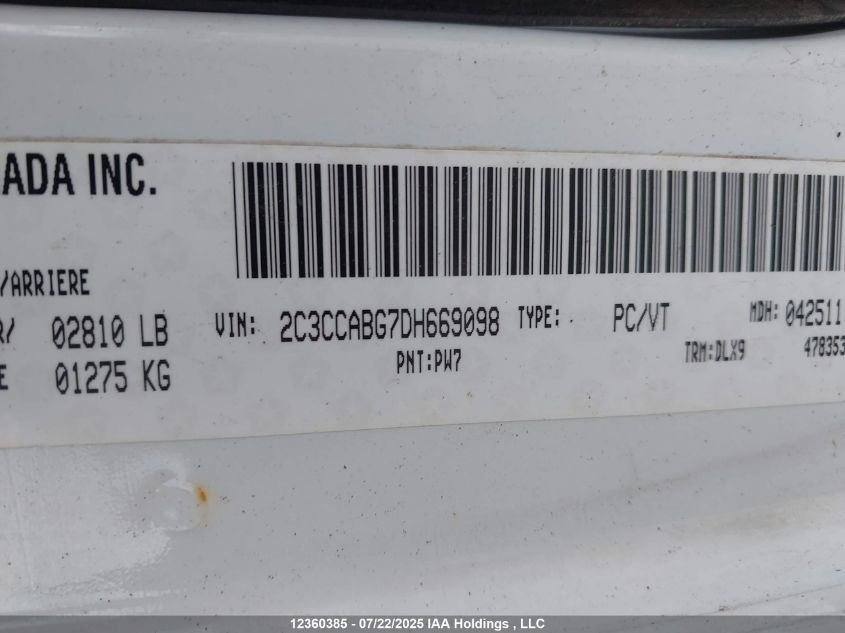 ADA INC.
/ARRIERE
R/ 02810 LB
E 01275 KG
VIN: 2C3CCABG7DH669098 TYPE: PC/VT MDH: 042511
PNT:PW7 TRM:DLX9 478353
12360385 - 07/22/2025 IAA Holdings , LLC